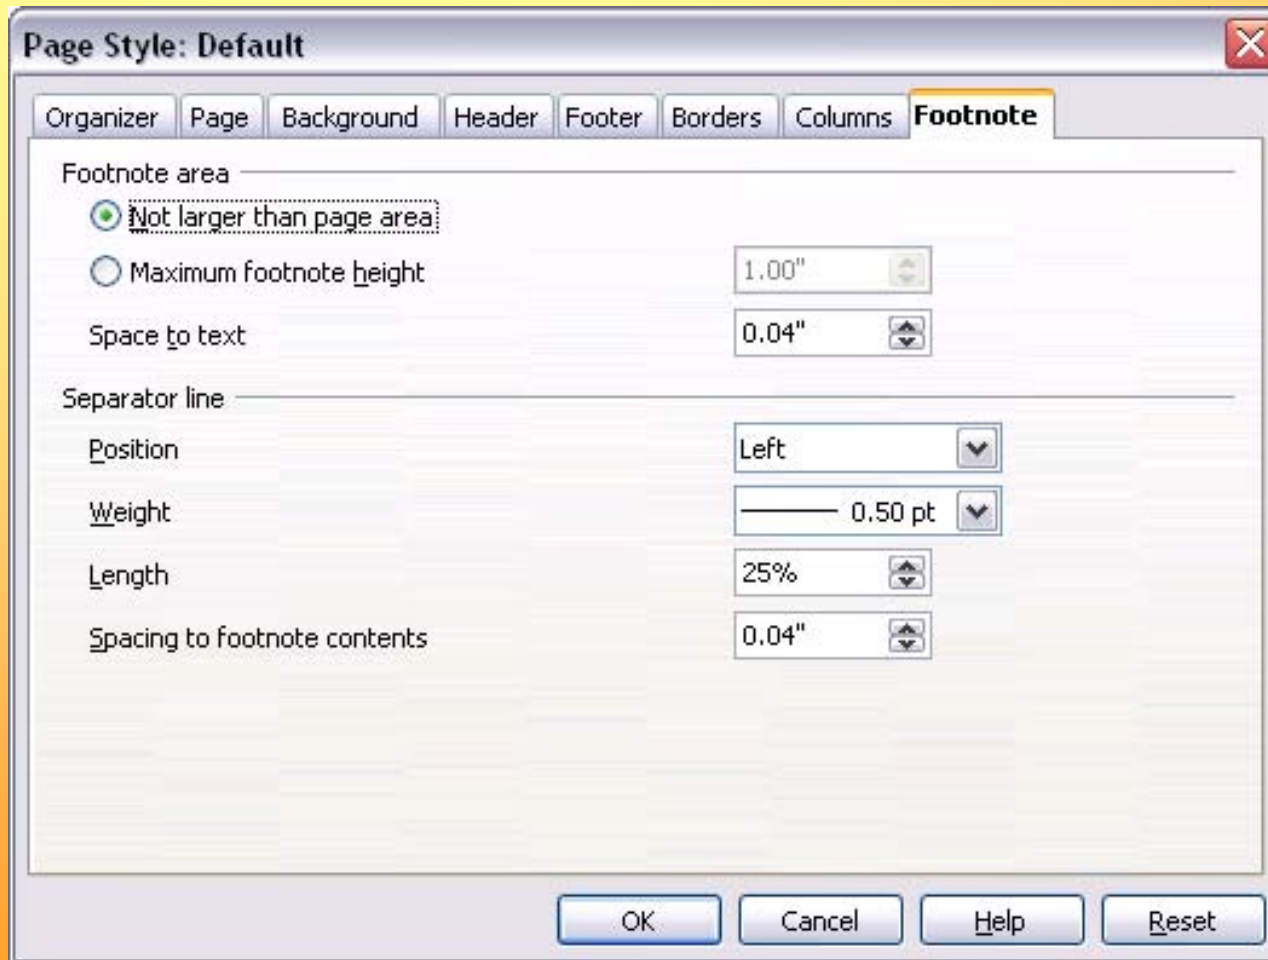 Page Style: Default
Organizer Page Background Header Footer Borders Columns Footnote
Footnote area
Not larger than page area
Maximum footnote height 1.00"
Space to text 0.04"
Separator line
Position Left
Weight 0.50 pt
Length 25%
Spacing to footnote contents 0.04"
OK Cancel Help Reset